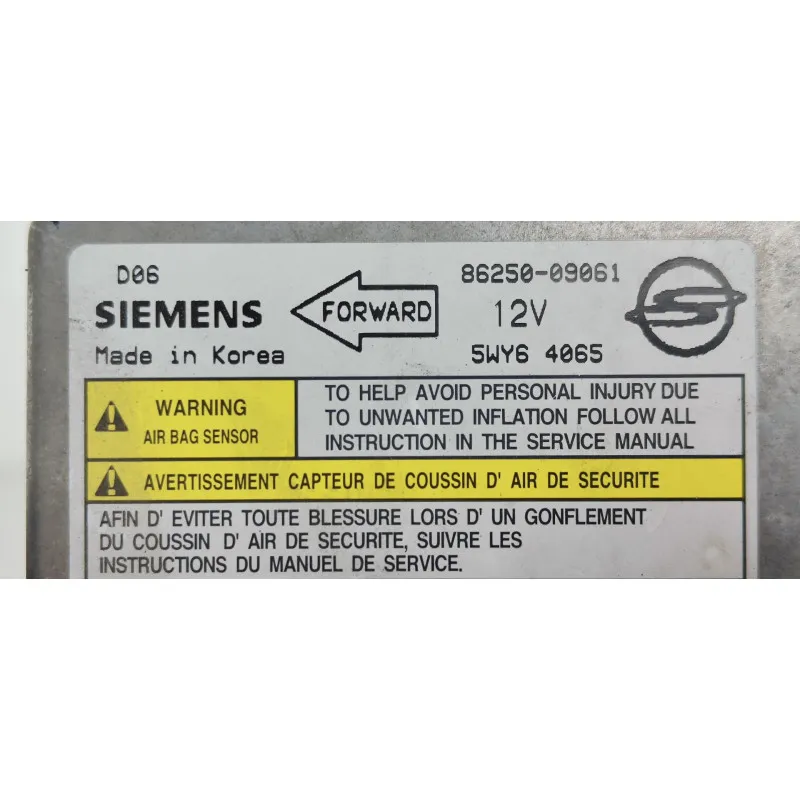 D06
86250-09061
SIEMENS
FORWARD
12V
Made in Korea
5WY6 4065
WARNING
AIR BAG SENSOR
TO HELP AVOID PERSONAL INJURY DUE
TO UNWANTED INFLATION FOLLOW ALL
INSTRUCTION IN THE SERVICE MANUAL
AVERTISSEMENT CAPTEUR DE COUSSIN D' AIR DE SECURITE
AFIN D' EVITER TOUTE BLESSURE LORS D' UN GONFLEMENT
DU COUSSIN D' AIR DE SECURITE, SUIVRE LES
INSTRUCTIONS DU MANUEL DE SERVICE.